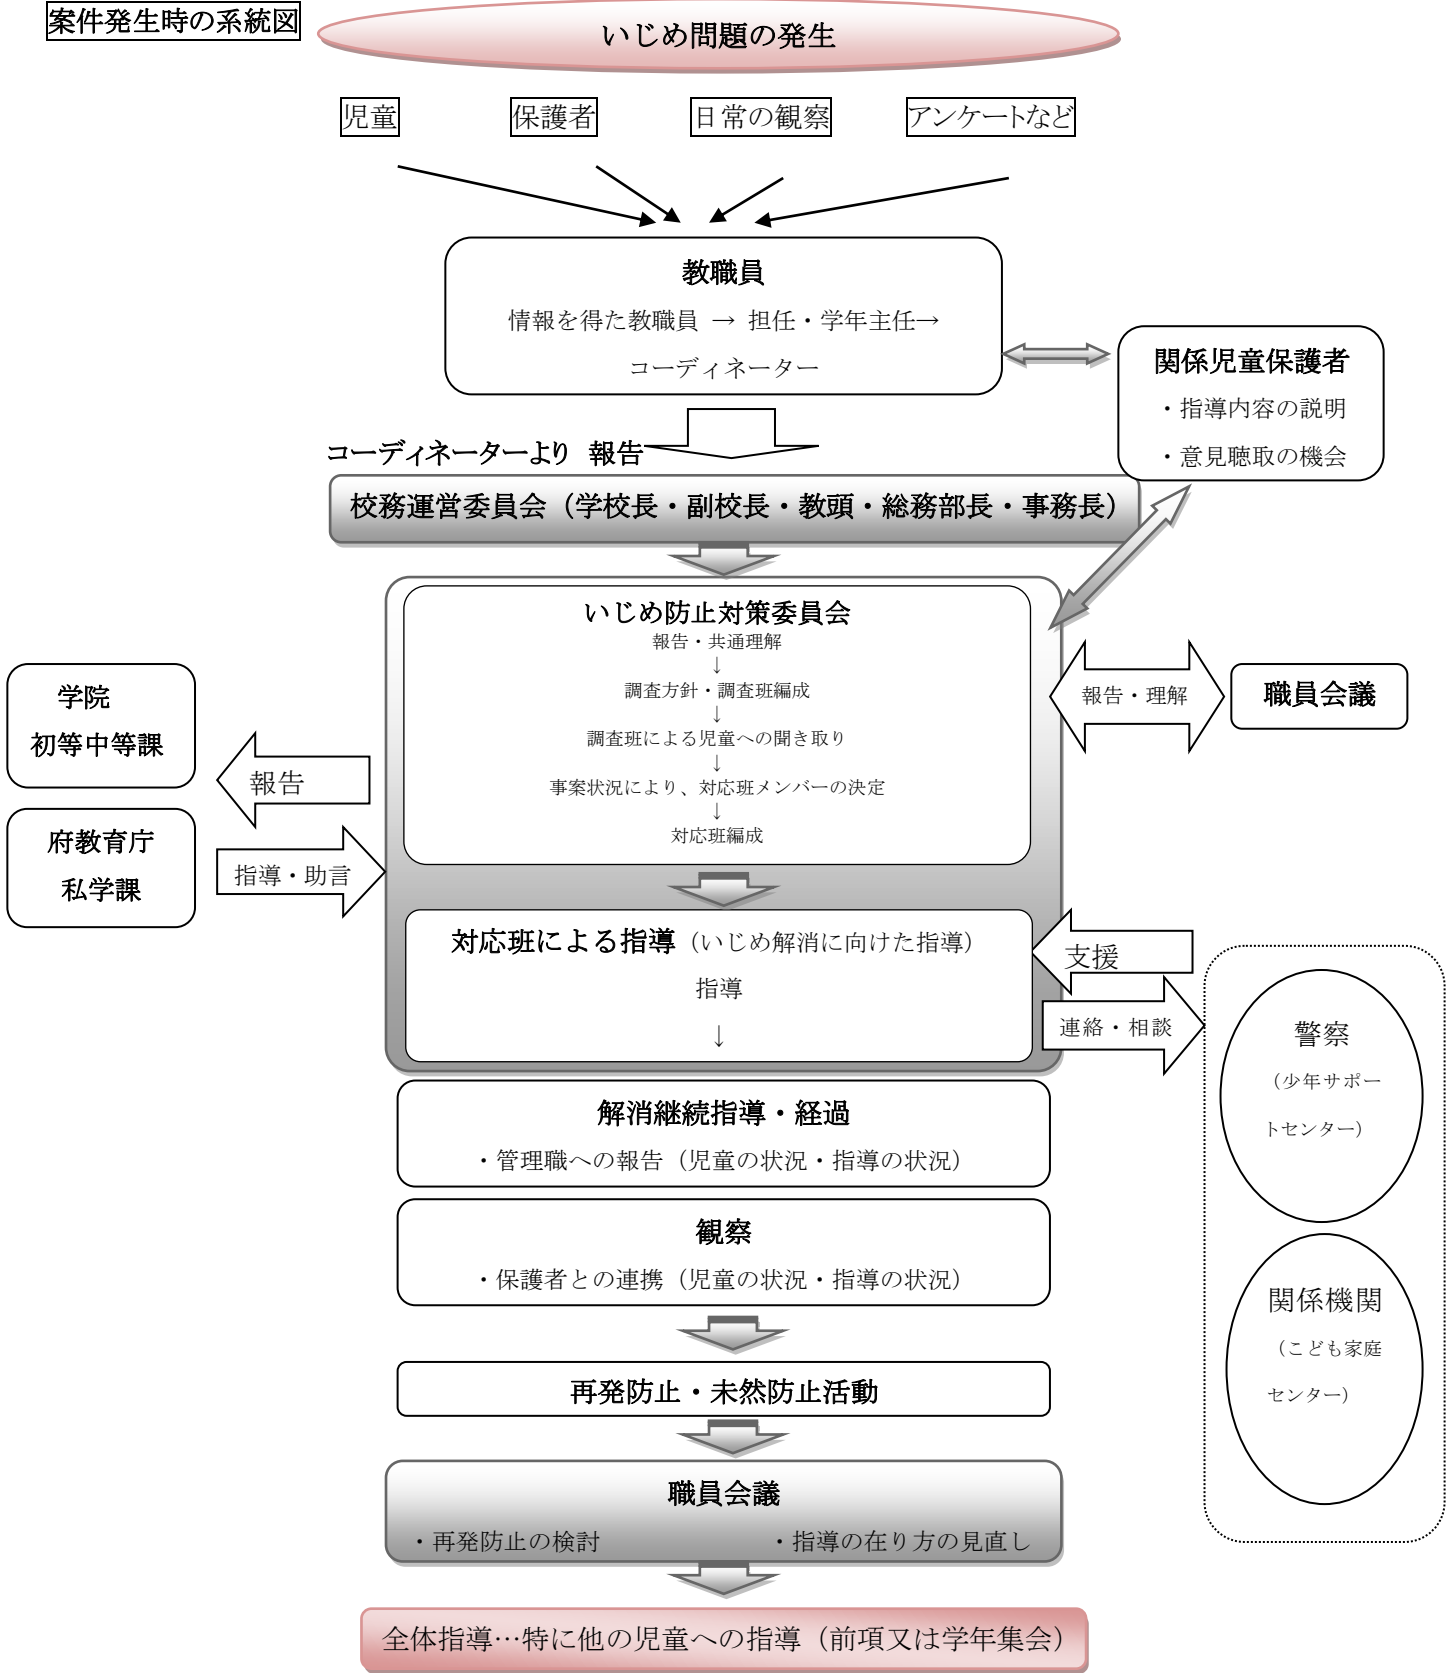 案件発生時の系統図
いじめ問題の発生
児童
保護者
日常の観察
アンケートなど
教職員
情報を得た教職員 → 担任・学年主任→
コーディネーター
関係児童保護者
・指導内容の説明
・意見聴取の機会
コーディネーターより 報告
校務運営委員会（学校長・副校長・教頭・総務部長・事務長）
いじめ防止対策委員会
報告・共通理解
↓
調査方針・調査班編成
↓
調査班による児童への聞き取り
↓
事案状況により、対応班メンバーの決定
↓
対応班編成
報告・理解
職員会議
学院
初等中等課
報告
府教育庁
私学課
指導・助言
対応班による指導（いじめ解消に向けた指導）
指導
↓
支援
連絡・相談
警察
（少年サポー
トセンター）
関係機関
（こども家庭
センター）
解消継続指導・経過
・管理職への報告（児童の状況・指導の状況）
観察
・保護者との連携（児童の状況・指導の状況）
再発防止・未然防止活動
職員会議
・再発防止の検討 ・指導の在り方の見直し
全体指導…特に他の児童への指導（前項又は学年集会）